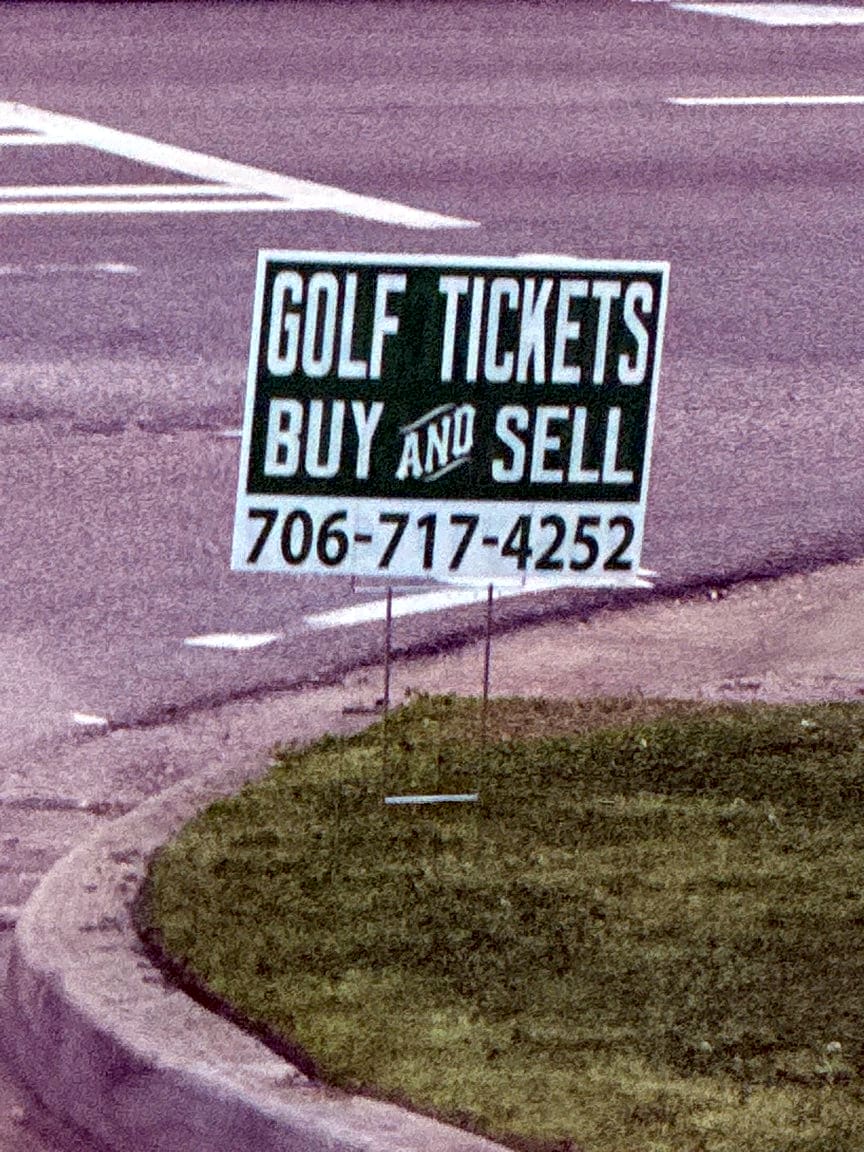 GOLF TICKETS
BUY AND SELL
706-717-4252